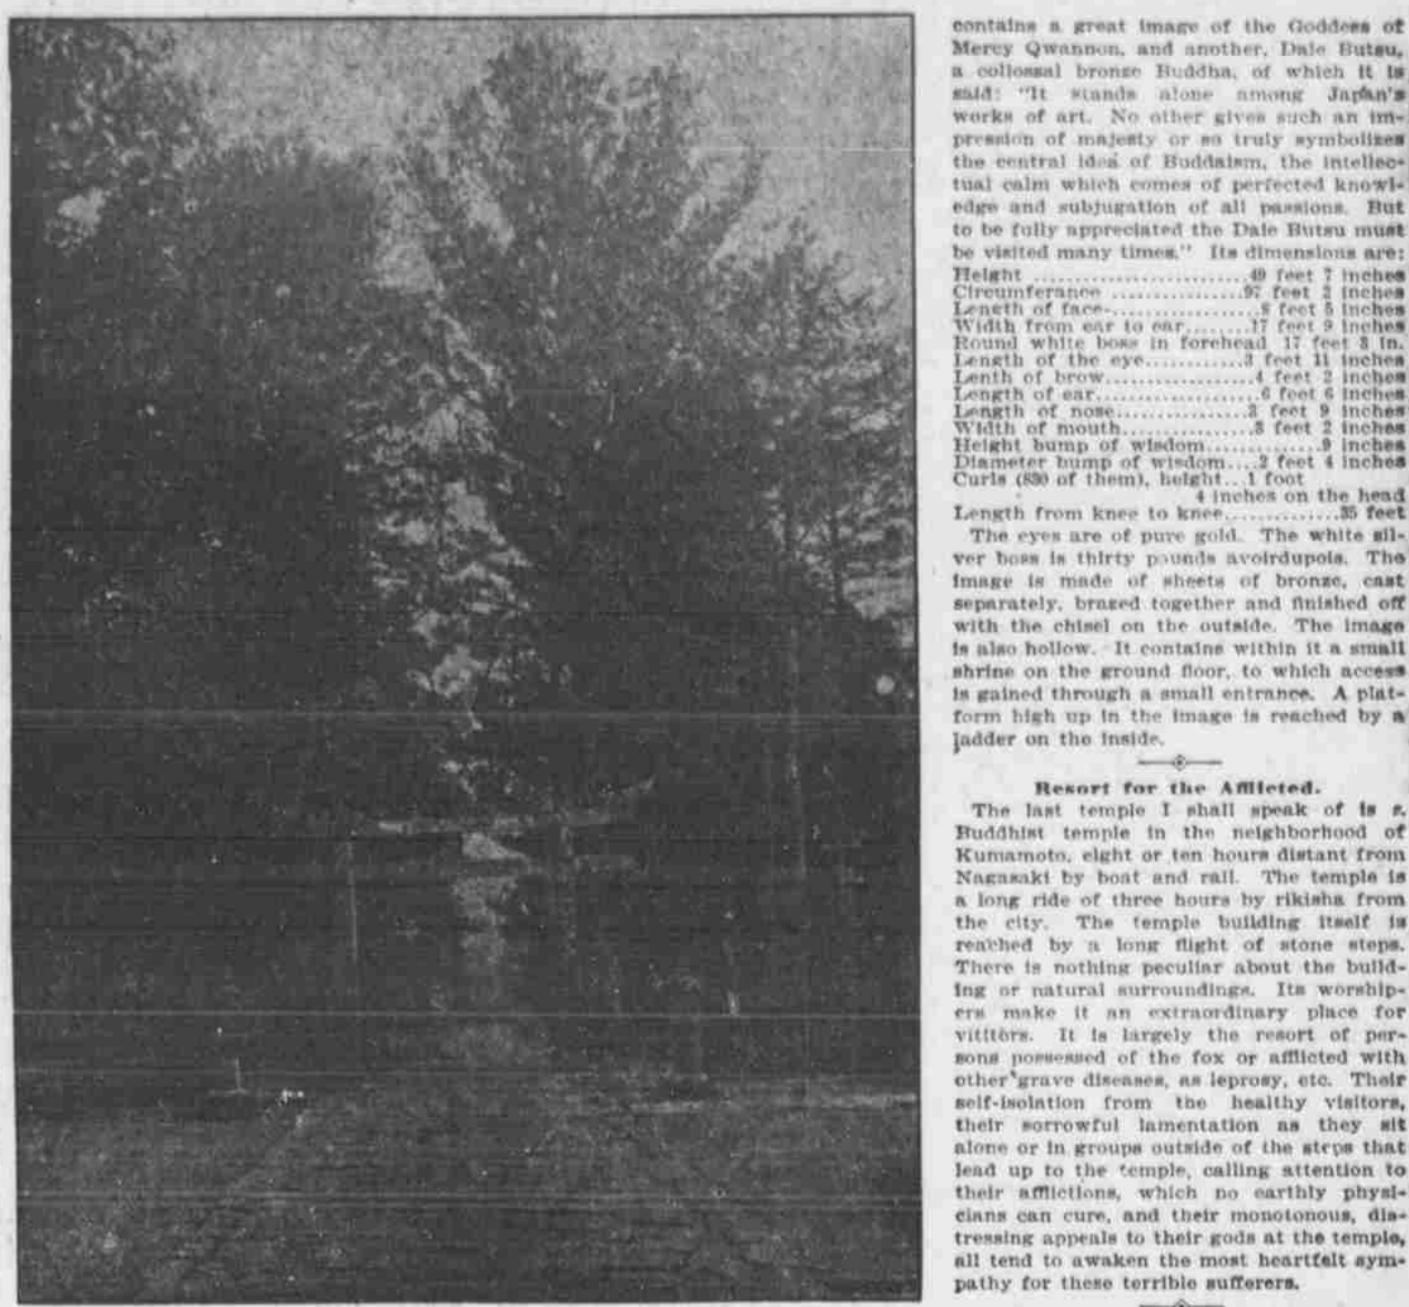 contains a great image of the Goddess of
Mercy Qwannon, and another, Dale Butsu,
a collossal bronze Buddha, of which it is
said: "It stands alone among Japan's
works of art. No other gives such an im-
pression of majesty or so truly symbolizes
the central idea of Buddaism, the intellec-
tual calm which comes of perfected knowl-
edge and subjugation of all passions. But
to be fully appreciated the Dale Butsu must
be visited many times." Its dimensions are:
Height ........................49 feet 7 inches
Circumferance ...............97 feet 2 inches
Length of face-................8 feet 5 inches
Width from ear to ear........17 feet 9 inches
Round white boss in forehead 17 feet 8 in.
Length of the eye...........3 feet 11 inches
Lenth of brow.................4 feet 2 inches
Length of ear..................6 feet 6 inches
Length of nose...............3 feet 9 inches
Width of mouth...............3 feet 2 inches
Height bump of wisdom.............9 inches
Diameter bump of wisdom....2 feet 4 inches
Curls (830 of them), height...1 foot
4 inches on the head
Length from knee to knee..............35 feet
The eyes are of pure gold. The white sil-
ver boss is thirty pounds avoirdupois. The
image is made of sheets of bronze, cast
separately, brazed together and finished off
with the chisel on the outside. The image
is also hollow. It contains within it a small
shrine on the ground floor, to which access
is gained through a small entrance. A plat-
form high up in the image is reached by a
ladder on the inside.
Resort for the Afflicted.
The last temple I shall speak of is a
Buddhist temple in the neighborhood of
Kumamoto, eight or ten hours distant from
Nagasaki by boat and rail. The temple is
a long ride of three hours by rikisha from
the city. The temple building itself is
reached by a long flight of stone steps.
There is nothing peculiar about the build-
ing or natural surroundings. Its worship-
ers make it an extraordinary place for
vititors. It is largely the resort of per-
sons possessed of the fox or afflicted with
other grave diseases, as leprosy, etc. Their
self-isolation from the healthy visitors,
their sorrowful lamentation as they sit
alone or in groups outside of the steps that
lead up to the temple, calling attention to
their afflictions, which no earthly physi-
cians can cure, and their monotonous, dis-
tressing appeals to their gods at the temple,
all tend to awaken the most heartfelt sym-
pathy for these terrible sufferers.